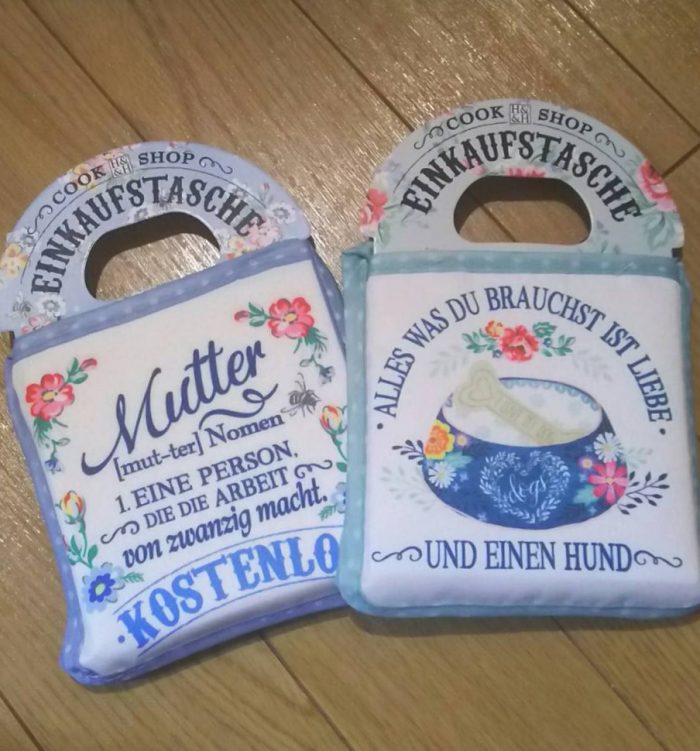 COOK H&H SHOP
EINKAUFSTASCHE
Mutter
[mut-ter] Nomen
1. EINE PERSON,
DIE DIE ARBEIT
von zwanzig macht.
KOSTENLO
COOK H&H SHOP
EINKAUFSTASCHE
· ALLES WAS DU BRAUCHST IST LIEBE ·
dogs
UND EINEN HUND